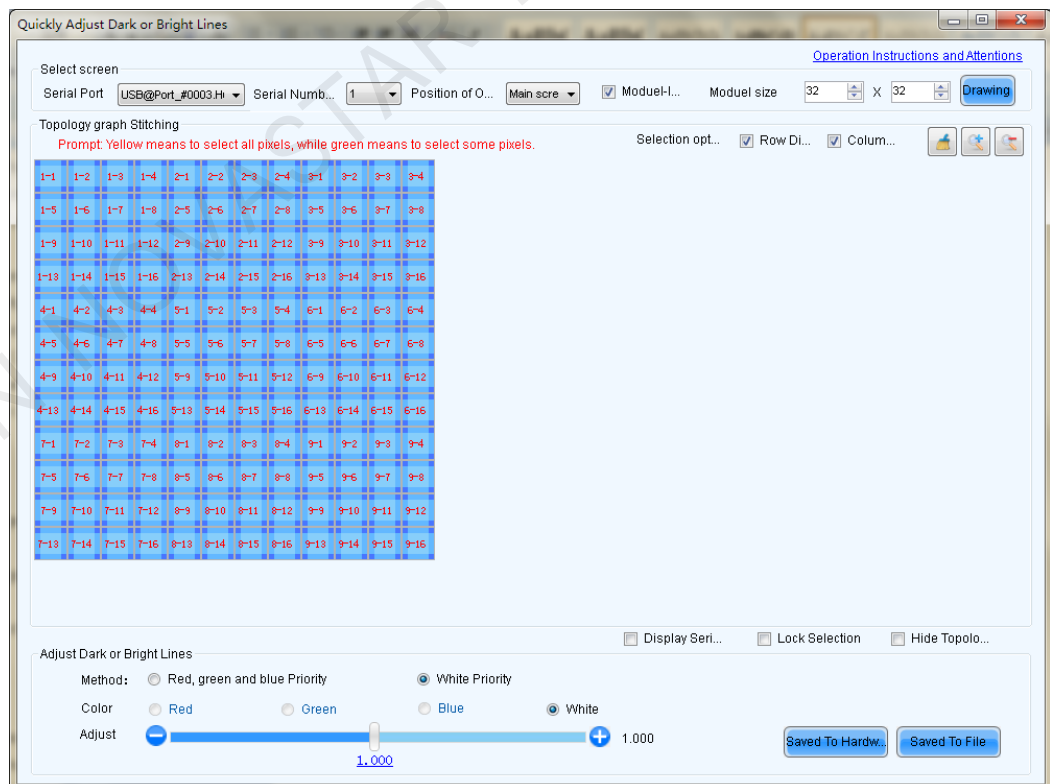 Quickly Adjust Dark or Bright Lines
Operation Instructions and Attentions
Select screen
Serial Port USB@Port_#0003.H Serial Numb... 1 Position of O... Main scre Moduel-I... Moduel size 32 X 32 Drawing
Topology graph Stitching
Prompt: Yellow means to select all pixels, while green means to select some pixels.
Selection opt... Row Di... Colum...
1-1 1-2 1-3 1-4 2-1 2-2 2-3 2-4 3-1 3-2 3-3 3-4
1-5 1-6 1-7 1-8 2-5 2-6 2-7 2-8 3-5 3-6 3-7 3-8
1-9 1-10 1-11 1-12 2-9 2-10 2-11 2-12 3-9 3-10 3-11 3-12
1-13 1-14 1-15 1-16 2-13 2-14 2-15 2-16 3-13 3-14 3-15 3-16
4-1 4-2 4-3 4-4 5-1 5-2 5-3 5-4 6-1 6-2 6-3 6-4
4-5 4-6 4-7 4-8 5-5 5-6 5-7 5-8 6-5 6-6 6-7 6-8
4-9 4-10 4-11 4-12 5-9 5-10 5-11 5-12 6-9 6-10 6-11 6-12
4-13 4-14 4-15 4-16 5-13 5-14 5-15 5-16 6-13 6-14 6-15 6-16
7-1 7-2 7-3 7-4 8-1 8-2 8-3 8-4 9-1 9-2 9-3 9-4
7-5 7-6 7-7 7-8 8-5 8-6 8-7 8-8 9-5 9-6 9-7 9-8
7-9 7-10 7-11 7-12 8-9 8-10 8-11 8-12 9-9 9-10 9-11 9-12
7-13 7-14 7-15 7-16 8-13 8-14 8-15 8-16 9-13 9-14 9-15 9-16
Display Seri... Lock Selection Hide Topolo...
Adjust Dark or Bright Lines
Method: Red, green and blue Priority White Priority
Color Red Green Blue White
Adjust 1.000
1.000
Saved To Hardw... Saved To File
NOVASTAR